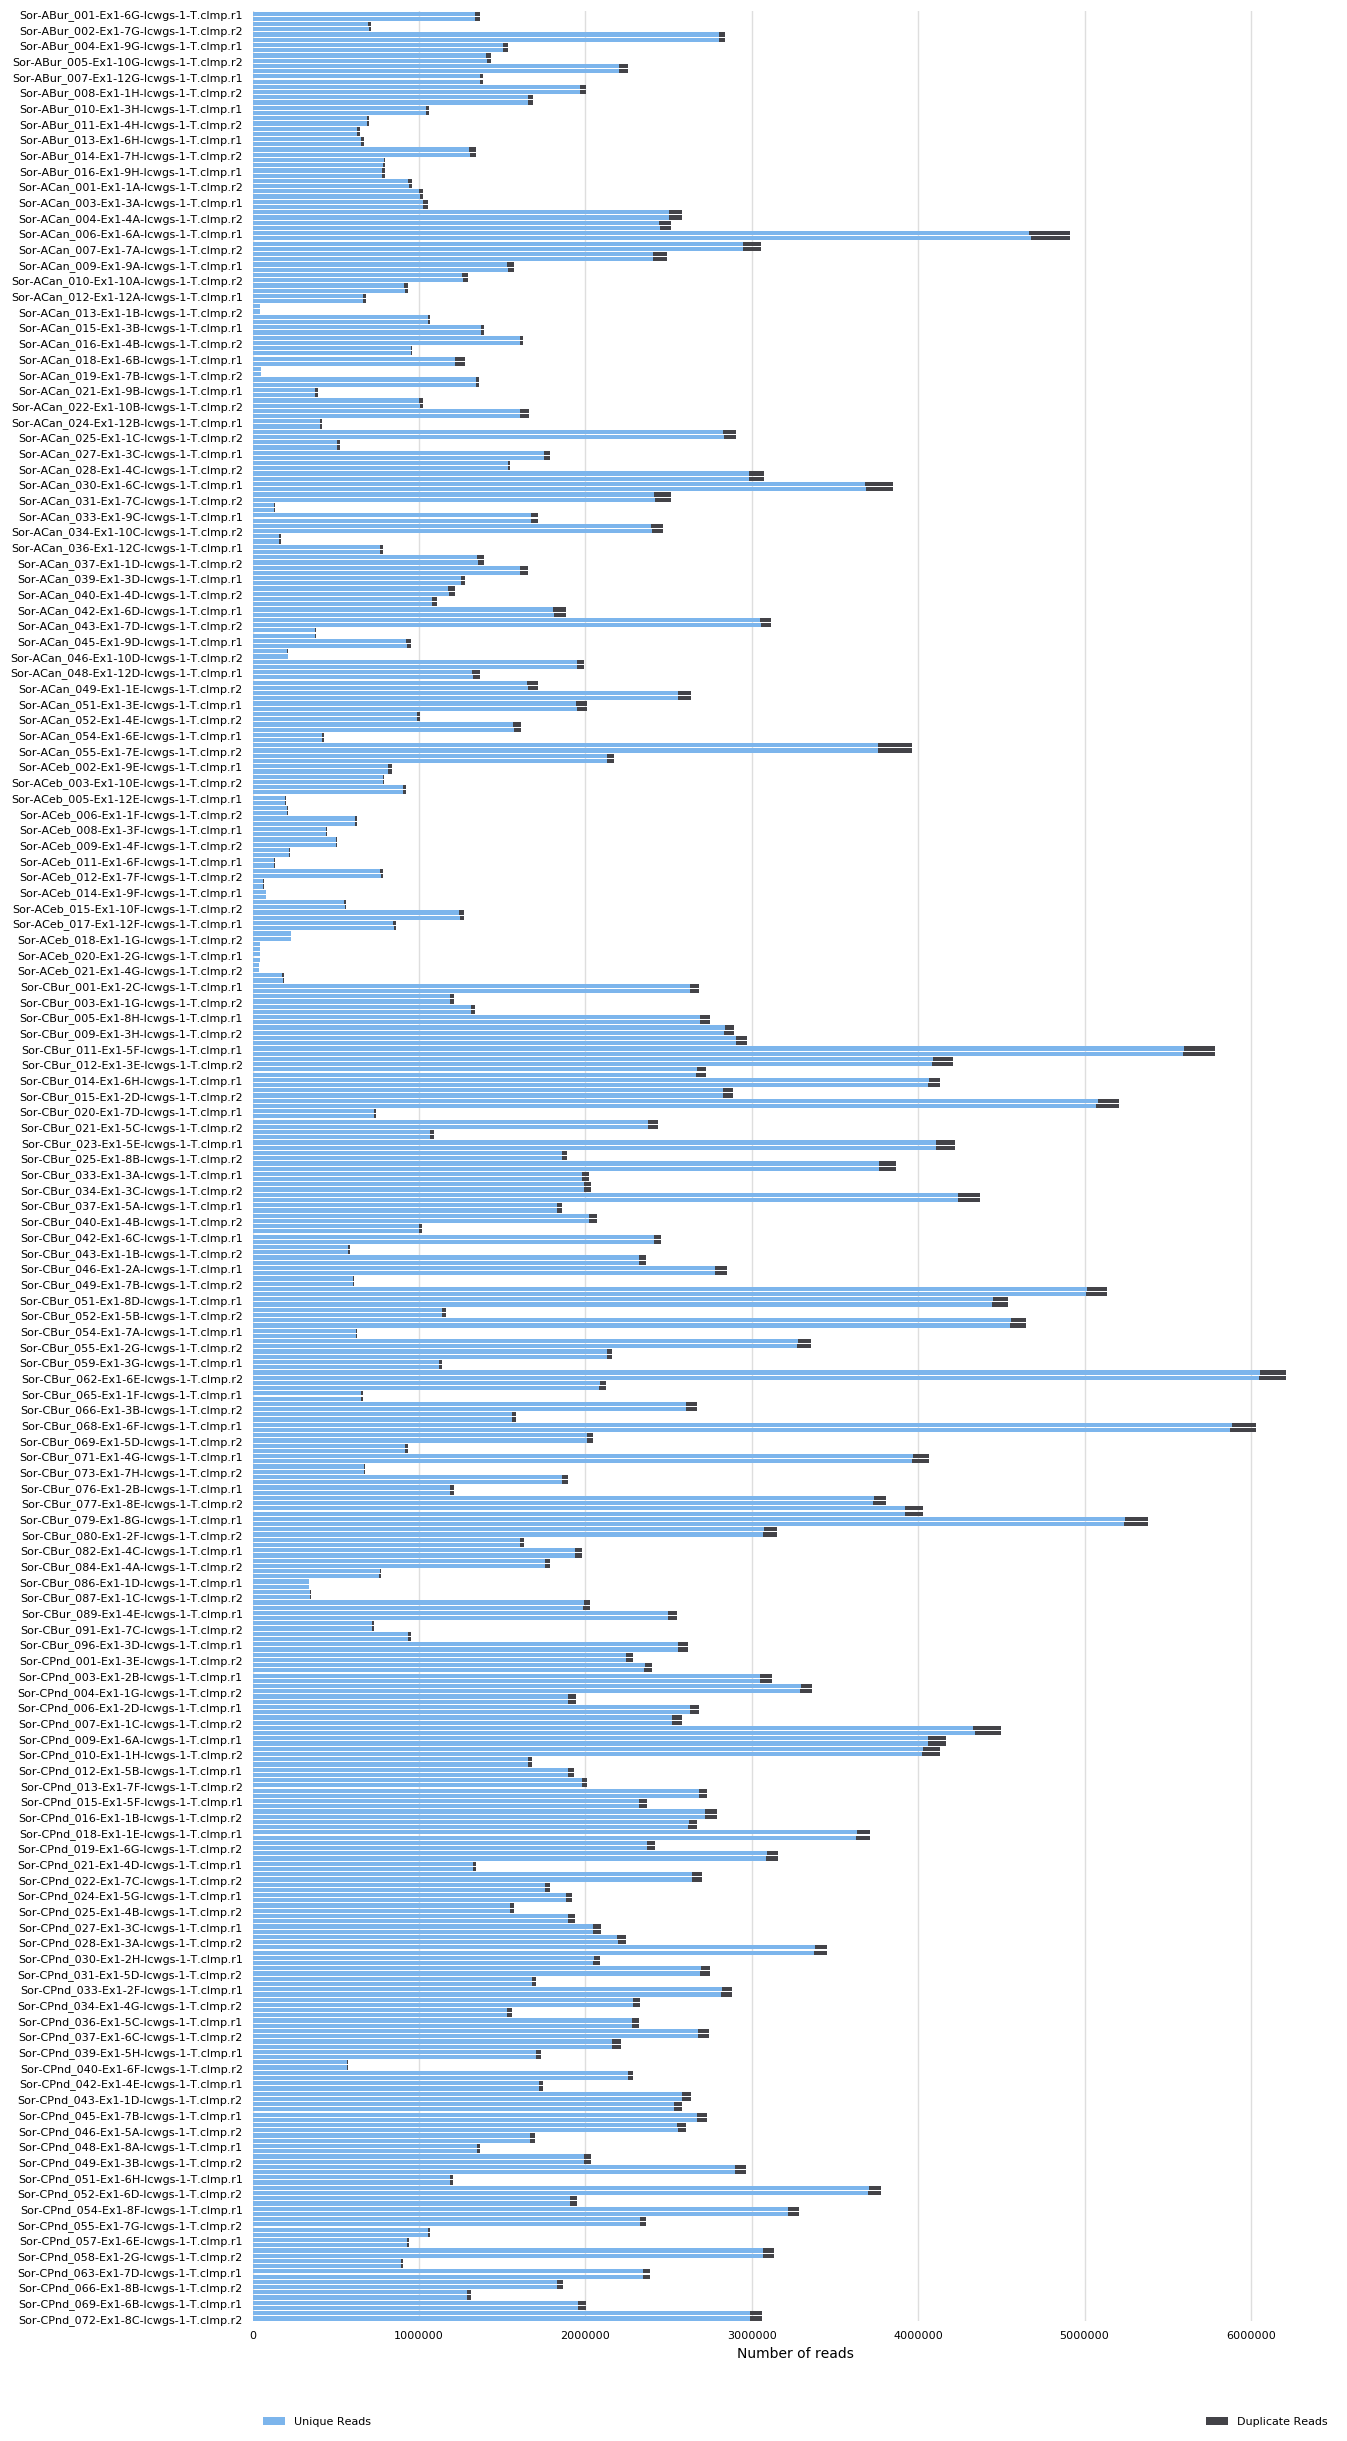 Sor-ABur_001-Ex1-6G-lcwgs-1-T.clmp.r1
Sor-ABur_002-Ex1-7G-lcwgs-1-T.clmp.r2
Sor-ABur_004-Ex1-9G-lcwgs-1-T.clmp.r1
Sor-ABur_005-Ex1-10G-lcwgs-1-T.clmp.r2
Sor-ABur_007-Ex1-12G-lcwgs-1-T.clmp.r1
Sor-ABur_008-Ex1-1H-lcwgs-1-T.clmp.r2
Sor-ABur_010-Ex1-3H-lcwgs-1-T.clmp.r1
Sor-ABur_011-Ex1-4H-lcwgs-1-T.clmp.r2
Sor-ABur_013-Ex1-6H-lcwgs-1-T.clmp.r1
Sor-ABur_014-Ex1-7H-lcwgs-1-T.clmp.r2
Sor-ABur_016-Ex1-9H-lcwgs-1-T.clmp.r1
Sor-ACan_001-Ex1-1A-lcwgs-1-T.clmp.r2
Sor-ACan_003-Ex1-3A-lcwgs-1-T.clmp.r1
Sor-ACan_004-Ex1-4A-lcwgs-1-T.clmp.r2
Sor-ACan_006-Ex1-6A-lcwgs-1-T.clmp.r1
Sor-ACan_007-Ex1-7A-lcwgs-1-T.clmp.r2
Sor-ACan_009-Ex1-9A-lcwgs-1-T.clmp.r1
Sor-ACan_010-Ex1-10A-lcwgs-1-T.clmp.r2
Sor-ACan_012-Ex1-12A-lcwgs-1-T.clmp.r1
Sor-ACan_013-Ex1-1B-lcwgs-1-T.clmp.r2
Sor-ACan_015-Ex1-3B-lcwgs-1-T.clmp.r1
Sor-ACan_016-Ex1-4B-lcwgs-1-T.clmp.r2
Sor-ACan_018-Ex1-6B-lcwgs-1-T.clmp.r1
Sor-ACan_019-Ex1-7B-lcwgs-1-T.clmp.r2
Sor-ACan_021-Ex1-9B-lcwgs-1-T.clmp.r1
Sor-ACan_022-Ex1-10B-lcwgs-1-T.clmp.r2
Sor-ACan_024-Ex1-12B-lcwgs-1-T.clmp.r1
Sor-ACan_025-Ex1-1C-lcwgs-1-T.clmp.r2
Sor-ACan_027-Ex1-3C-lcwgs-1-T.clmp.r1
Sor-ACan_028-Ex1-4C-lcwgs-1-T.clmp.r2
Sor-ACan_030-Ex1-6C-lcwgs-1-T.clmp.r1
Sor-ACan_031-Ex1-7C-lcwgs-1-T.clmp.r2
Sor-ACan_033-Ex1-9C-lcwgs-1-T.clmp.r1
Sor-ACan_034-Ex1-10C-lcwgs-1-T.clmp.r2
Sor-ACan_036-Ex1-12C-lcwgs-1-T.clmp.r1
Sor-ACan_037-Ex1-1D-lcwgs-1-T.clmp.r2
Sor-ACan_039-Ex1-3D-lcwgs-1-T.clmp.r1
Sor-ACan_040-Ex1-4D-lcwgs-1-T.clmp.r2
Sor-ACan_042-Ex1-6D-lcwgs-1-T.clmp.r1
Sor-ACan_043-Ex1-7D-lcwgs-1-T.clmp.r2
Sor-ACan_045-Ex1-9D-lcwgs-1-T.clmp.r1
Sor-ACan_046-Ex1-10D-lcwgs-1-T.clmp.r2
Sor-ACan_048-Ex1-12D-lcwgs-1-T.clmp.r1
Sor-ACan_049-Ex1-1E-lcwgs-1-T.clmp.r2
Sor-ACan_051-Ex1-3E-lcwgs-1-T.clmp.r1
Sor-ACan_052-Ex1-4E-lcwgs-1-T.clmp.r2
Sor-ACan_054-Ex1-6E-lcwgs-1-T.clmp.r1
Sor-ACan_055-Ex1-7E-lcwgs-1-T.clmp.r2
Sor-ACeb_002-Ex1-9E-lcwgs-1-T.clmp.r1
Sor-ACeb_003-Ex1-10E-lcwgs-1-T.clmp.r2
Sor-ACeb_005-Ex1-12E-lcwgs-1-T.clmp.r1
Sor-ACeb_006-Ex1-1F-lcwgs-1-T.clmp.r2
Sor-ACeb_008-Ex1-3F-lcwgs-1-T.clmp.r1
Sor-ACeb_009-Ex1-4F-lcwgs-1-T.clmp.r2
Sor-ACeb_011-Ex1-6F-lcwgs-1-T.clmp.r1
Sor-ACeb_012-Ex1-7F-lcwgs-1-T.clmp.r2
Sor-ACeb_014-Ex1-9F-lcwgs-1-T.clmp.r1
Sor-ACeb_015-Ex1-10F-lcwgs-1-T.clmp.r2
Sor-ACeb_017-Ex1-12F-lcwgs-1-T.clmp.r1
Sor-ACeb_018-Ex1-1G-lcwgs-1-T.clmp.r2
Sor-ACeb_020-Ex1-2G-lcwgs-1-T.clmp.r1
Sor-ACeb_021-Ex1-4G-lcwgs-1-T.clmp.r2
Sor-CBur_001-Ex1-2C-lcwgs-1-T.clmp.r1
Sor-CBur_003-Ex1-1G-lcwgs-1-T.clmp.r2
Sor-CBur_005-Ex1-8H-lcwgs-1-T.clmp.r1
Sor-CBur_009-Ex1-3H-lcwgs-1-T.clmp.r2
Sor-CBur_011-Ex1-5F-lcwgs-1-T.clmp.r1
Sor-CBur_012-Ex1-3E-lcwgs-1-T.clmp.r2
Sor-CBur_014-Ex1-6H-lcwgs-1-T.clmp.r1
Sor-CBur_015-Ex1-2D-lcwgs-1-T.clmp.r2
Sor-CBur_020-Ex1-7D-lcwgs-1-T.clmp.r1
Sor-CBur_021-Ex1-5C-lcwgs-1-T.clmp.r2
Sor-CBur_023-Ex1-5E-lcwgs-1-T.clmp.r1
Sor-CBur_025-Ex1-8B-lcwgs-1-T.clmp.r2
Sor-CBur_033-Ex1-3A-lcwgs-1-T.clmp.r1
Sor-CBur_034-Ex1-3C-lcwgs-1-T.clmp.r2
Sor-CBur_037-Ex1-5A-lcwgs-1-T.clmp.r1
Sor-CBur_040-Ex1-4B-lcwgs-1-T.clmp.r2
Sor-CBur_042-Ex1-6C-lcwgs-1-T.clmp.r1
Sor-CBur_043-Ex1-1B-lcwgs-1-T.clmp.r2
Sor-CBur_046-Ex1-2A-lcwgs-1-T.clmp.r1
Sor-CBur_049-Ex1-7B-lcwgs-1-T.clmp.r2
Sor-CBur_051-Ex1-8D-lcwgs-1-T.clmp.r1
Sor-CBur_052-Ex1-5B-lcwgs-1-T.clmp.r2
Sor-CBur_054-Ex1-7A-lcwgs-1-T.clmp.r1
Sor-CBur_055-Ex1-2G-lcwgs-1-T.clmp.r2
Sor-CBur_059-Ex1-3G-lcwgs-1-T.clmp.r1
Sor-CBur_062-Ex1-6E-lcwgs-1-T.clmp.r2
Sor-CBur_065-Ex1-1F-lcwgs-1-T.clmp.r1
Sor-CBur_066-Ex1-3B-lcwgs-1-T.clmp.r2
Sor-CBur_068-Ex1-6F-lcwgs-1-T.clmp.r1
Sor-CBur_069-Ex1-5D-lcwgs-1-T.clmp.r2
Sor-CBur_071-Ex1-4G-lcwgs-1-T.clmp.r1
Sor-CBur_073-Ex1-7H-lcwgs-1-T.clmp.r2
Sor-CBur_076-Ex1-2B-lcwgs-1-T.clmp.r1
Sor-CBur_077-Ex1-8E-lcwgs-1-T.clmp.r2
Sor-CBur_079-Ex1-8G-lcwgs-1-T.clmp.r1
Sor-CBur_080-Ex1-2F-lcwgs-1-T.clmp.r2
Sor-CBur_082-Ex1-4C-lcwgs-1-T.clmp.r1
Sor-CBur_084-Ex1-4A-lcwgs-1-T.clmp.r2
Sor-CBur_086-Ex1-1D-lcwgs-1-T.clmp.r1
Sor-CBur_087-Ex1-1C-lcwgs-1-T.clmp.r2
Sor-CBur_089-Ex1-4E-lcwgs-1-T.clmp.r1
Sor-CBur_091-Ex1-7C-lcwgs-1-T.clmp.r2
Sor-CBur_096-Ex1-3D-lcwgs-1-T.clmp.r1
Sor-CPnd_001-Ex1-3E-lcwgs-1-T.clmp.r2
Sor-CPnd_003-Ex1-2B-lcwgs-1-T.clmp.r1
Sor-CPnd_004-Ex1-1G-lcwgs-1-T.clmp.r2
Sor-CPnd_006-Ex1-2D-lcwgs-1-T.clmp.r1
Sor-CPnd_007-Ex1-1C-lcwgs-1-T.clmp.r2
Sor-CPnd_009-Ex1-6A-lcwgs-1-T.clmp.r1
Sor-CPnd_010-Ex1-1H-lcwgs-1-T.clmp.r2
Sor-CPnd_012-Ex1-5B-lcwgs-1-T.clmp.r1
Sor-CPnd_013-Ex1-7F-lcwgs-1-T.clmp.r2
Sor-CPnd_015-Ex1-5F-lcwgs-1-T.clmp.r1
Sor-CPnd_016-Ex1-1B-lcwgs-1-T.clmp.r2
Sor-CPnd_018-Ex1-1E-lcwgs-1-T.clmp.r1
Sor-CPnd_019-Ex1-6G-lcwgs-1-T.clmp.r2
Sor-CPnd_021-Ex1-4D-lcwgs-1-T.clmp.r1
Sor-CPnd_022-Ex1-7C-lcwgs-1-T.clmp.r2
Sor-CPnd_024-Ex1-5G-lcwgs-1-T.clmp.r1
Sor-CPnd_025-Ex1-4B-lcwgs-1-T.clmp.r2
Sor-CPnd_027-Ex1-3C-lcwgs-1-T.clmp.r1
Sor-CPnd_028-Ex1-3A-lcwgs-1-T.clmp.r2
Sor-CPnd_030-Ex1-2H-lcwgs-1-T.clmp.r1
Sor-CPnd_031-Ex1-5D-lcwgs-1-T.clmp.r2
Sor-CPnd_033-Ex1-2F-lcwgs-1-T.clmp.r1
Sor-CPnd_034-Ex1-4G-lcwgs-1-T.clmp.r2
Sor-CPnd_036-Ex1-5C-lcwgs-1-T.clmp.r1
Sor-CPnd_037-Ex1-6C-lcwgs-1-T.clmp.r2
Sor-CPnd_039-Ex1-5H-lcwgs-1-T.clmp.r1
Sor-CPnd_040-Ex1-6F-lcwgs-1-T.clmp.r2
Sor-CPnd_042-Ex1-4E-lcwgs-1-T.clmp.r1
Sor-CPnd_043-Ex1-1D-lcwgs-1-T.clmp.r2
Sor-CPnd_045-Ex1-7B-lcwgs-1-T.clmp.r1
Sor-CPnd_046-Ex1-5A-lcwgs-1-T.clmp.r2
Sor-CPnd_048-Ex1-8A-lcwgs-1-T.clmp.r1
Sor-CPnd_049-Ex1-3B-lcwgs-1-T.clmp.r2
Sor-CPnd_051-Ex1-6H-lcwgs-1-T.clmp.r1
Sor-CPnd_052-Ex1-6D-lcwgs-1-T.clmp.r2
Sor-CPnd_054-Ex1-8F-lcwgs-1-T.clmp.r1
Sor-CPnd_055-Ex1-7G-lcwgs-1-T.clmp.r2
Sor-CPnd_057-Ex1-6E-lcwgs-1-T.clmp.r1
Sor-CPnd_058-Ex1-2G-lcwgs-1-T.clmp.r2
Sor-CPnd_063-Ex1-7D-lcwgs-1-T.clmp.r1
Sor-CPnd_066-Ex1-8B-lcwgs-1-T.clmp.r2
Sor-CPnd_069-Ex1-6B-lcwgs-1-T.clmp.r1
Sor-CPnd_072-Ex1-8C-lcwgs-1-T.clmp.r2
0 1000000 2000000 3000000 4000000 5000000 6000000
Number of reads
Unique Reads Duplicate Reads